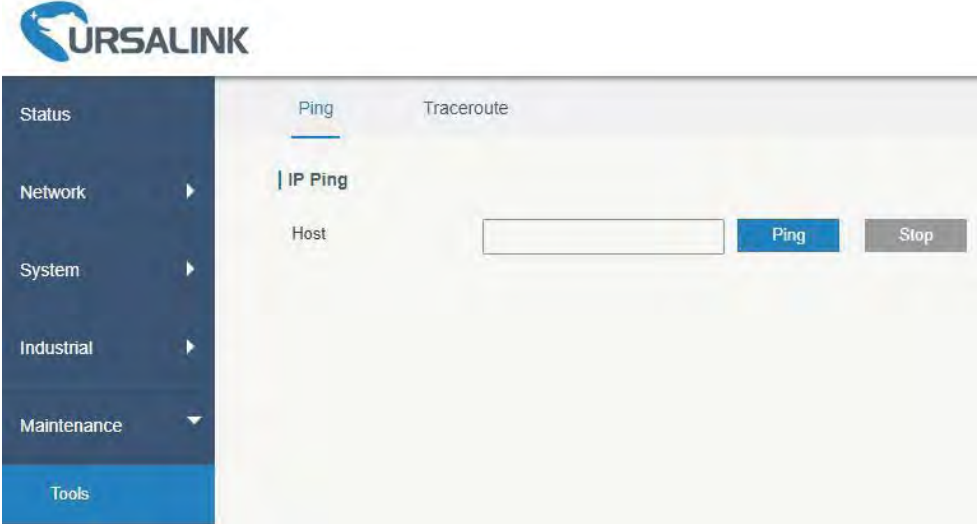 URSALINK
Status
Ping Traceroute
Network
IP Ping
Host Ping Stop
System
Industrial
Maintenance
Tools